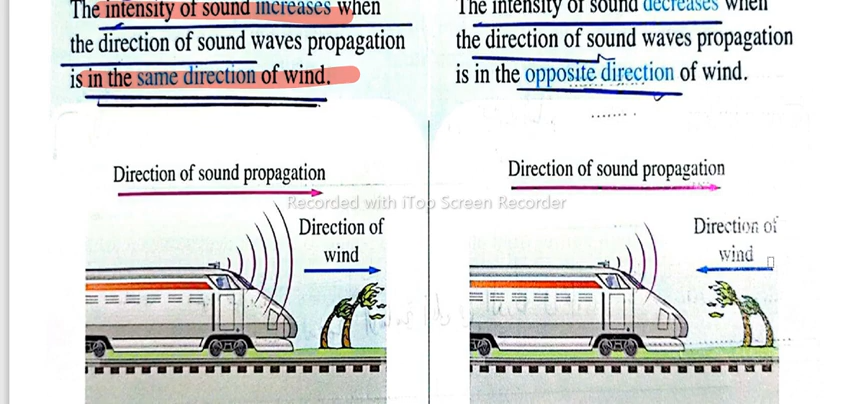 The intensity of sound increases when
the direction of sound waves propagation
is in the same direction of wind.
The intensity of sound decreases when
the direction of sound waves propagation
is in the opposite direction of wind.
Direction of sound propagation
Direction of
wind
Direction of sound propagation
Direction of
wind
Recorded with iTop Screen Recorder